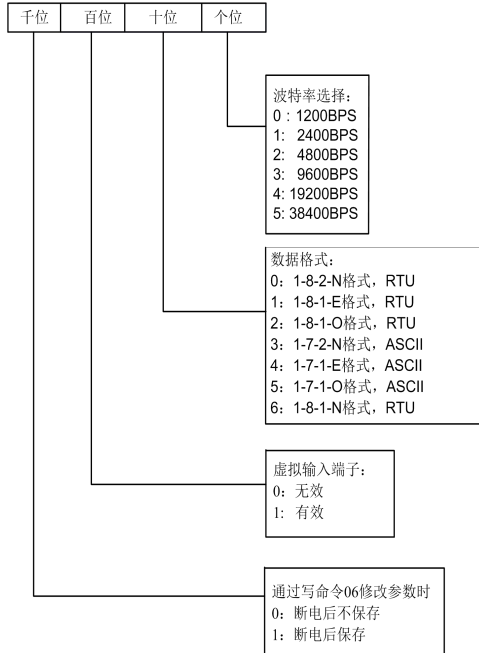 千位 百位 十位 个位
波特率选择：
0 : 1200BPS
1: 2400BPS
2: 4800BPS
3: 9600BPS
4: 19200BPS
5: 38400BPS
数据格式：
0：1-8-2-N格式，RTU
1：1-8-1-E格式，RTU
2：1-8-1-O格式，RTU
3：1-7-2-N格式，ASCII
4：1-7-1-E格式，ASCII
5：1-7-1-O格式，ASCII
6：1-8-1-N格式，RTU
虚拟输入端子：
0：无效
1: 有效
通过写命令06修改参数时
0：断电后不保存
1：断电后保存